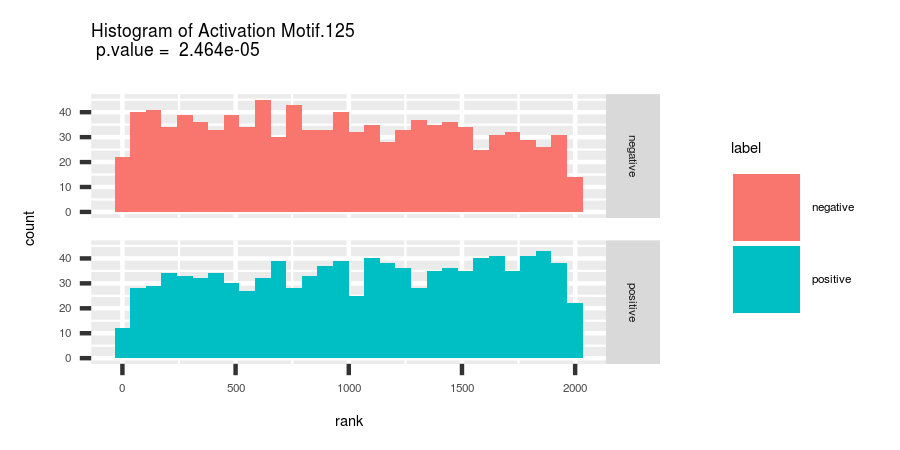 Histogram of Activation Motif.125
p.value = 2.464e-05
count
40
30
20
10
0
negative
40
30
20
10
0
positive
0 500 1000 1500 2000
rank
label
negative
positive